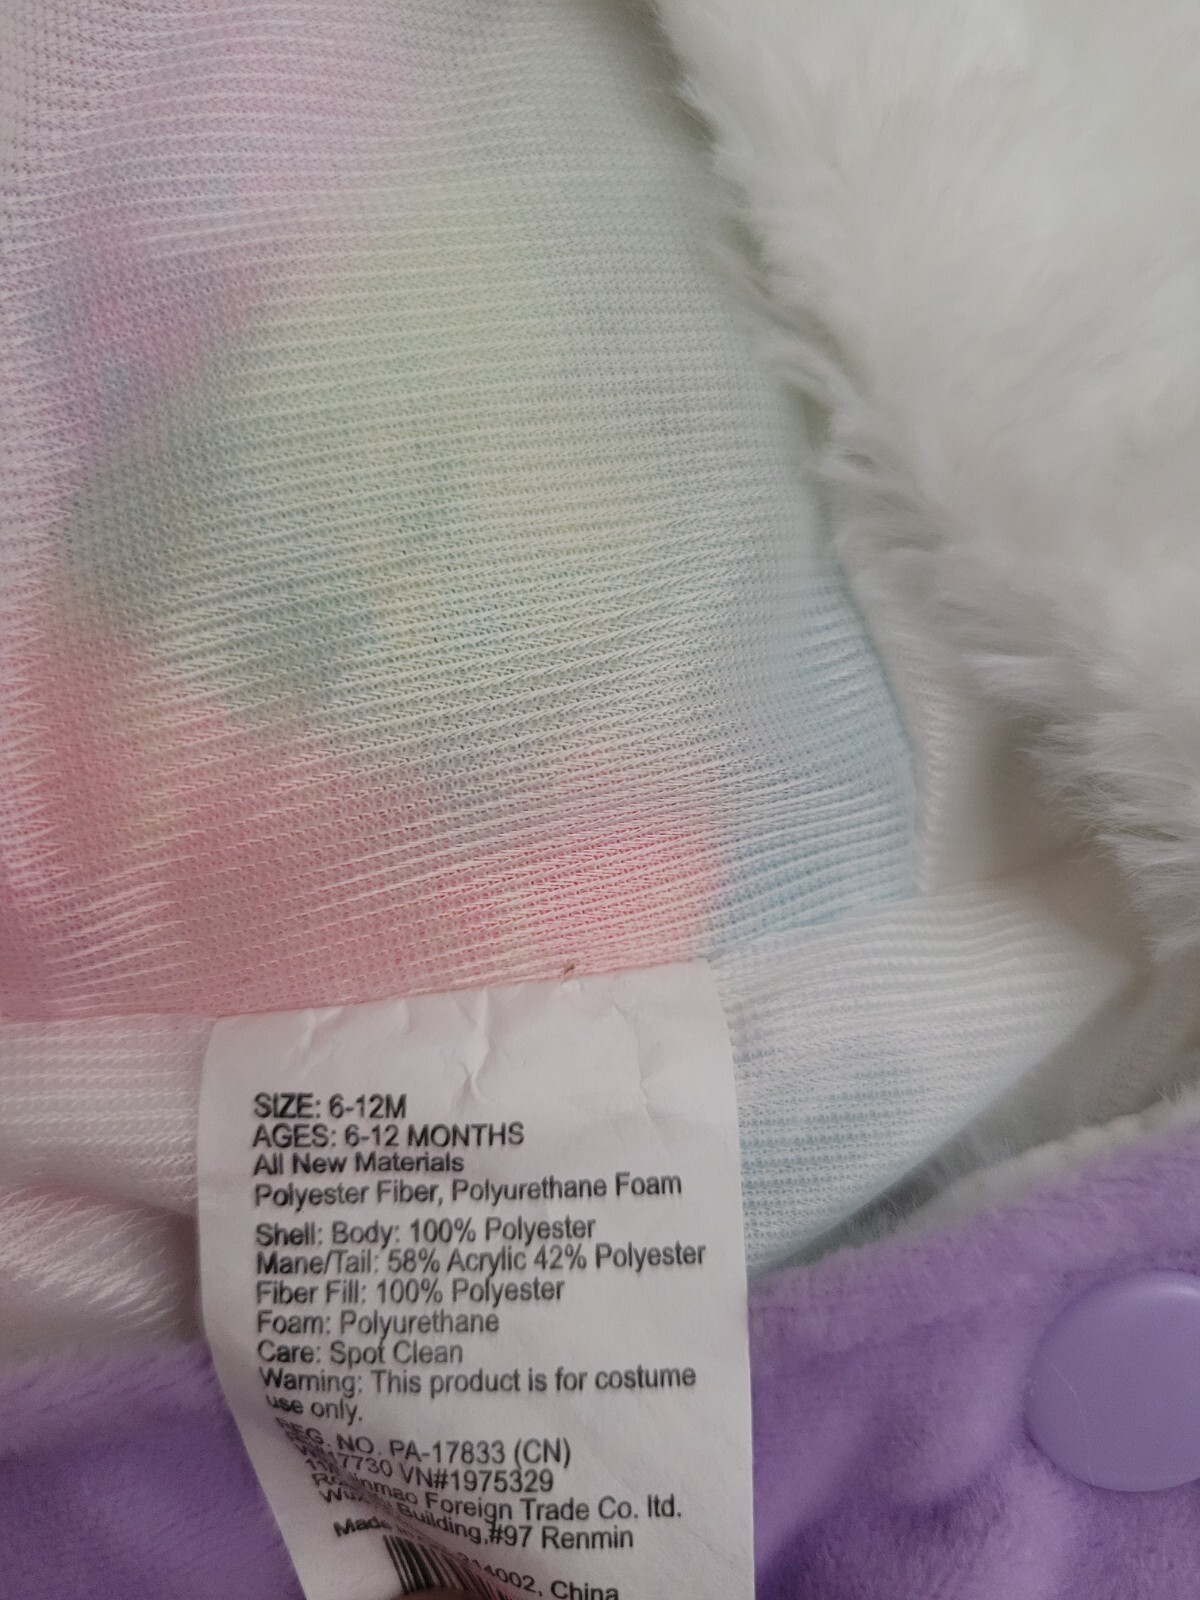 SIZE: 6-12M
AGES: 6-12 MONTHS
All New Materials
Polyester Fiber, Polyurethane Foam
Shell: Body: 100% Polyester
Mane/Tail: 58% Acrylic 42% Polyester
Fiber Fill: 100% Polyester
Foam: Polyurethane
Care: Spot Clean
Warning: This product is for costume
use only.
REG. NO. PA-17833 (CN)
VN#1975329
Foreign Trade Co. ltd.
Building,#97 Renmin
China
Made